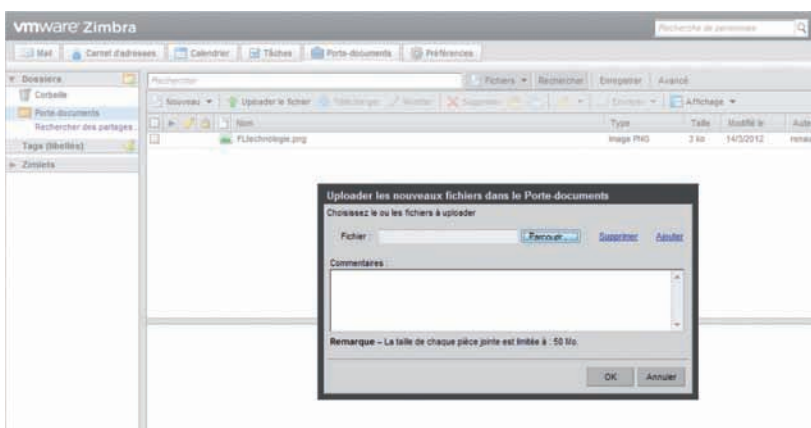 vmware Zimbra
Recherche de personnes
Mail Carnet d'adresses Calendrier Tâches Porte-documents Préférences
Dossiers
Rechercher Fichiers Rechercher Enregistrer Avancé
Corbeille
Nouveau Uploader le fichier Télécharger Modifier Supprimer Envoyer Affichage
Porte-documents
Nom Type Taille Modifié le Aute
Rechercher des partages...
FLtechnologie.png Image PNG 3 ko 14/3/2012 renau
Tags (libellés)
Zimlets
Uploader les nouveaux fichiers dans le Porte-documents
Choisissez le ou les fichiers à uploader
Fichier : Parcourir... Supprimer Ajouter
Commentaires :
Remarque – La taille de chaque pièce jointe est limitée à : 50 Mo.
OK Annuler